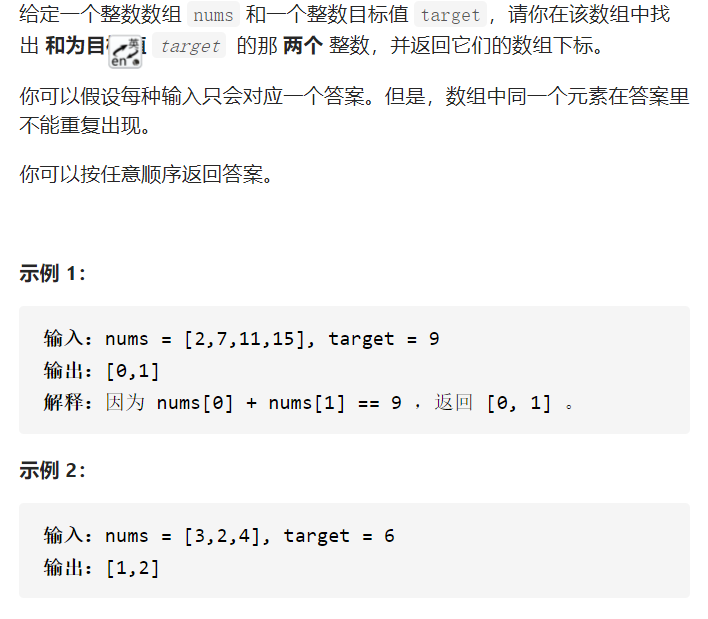 给定一个整数数组 nums 和一个整数目标值 target，请你在该数组中找
出 和为目 值 target 的那 两个 整数，并返回它们的数组下标。
你可以假设每种输入只会对应一个答案。但是，数组中同一个元素在答案里
不能重复出现。
你可以按任意顺序返回答案。
示例 1：
输入：nums = [2,7,11,15], target = 9
输出：[0,1]
解释：因为 nums[0] + nums[1] == 9 ，返回 [0, 1] 。
示例 2：
输入：nums = [3,2,4], target = 6
输出：[1,2]